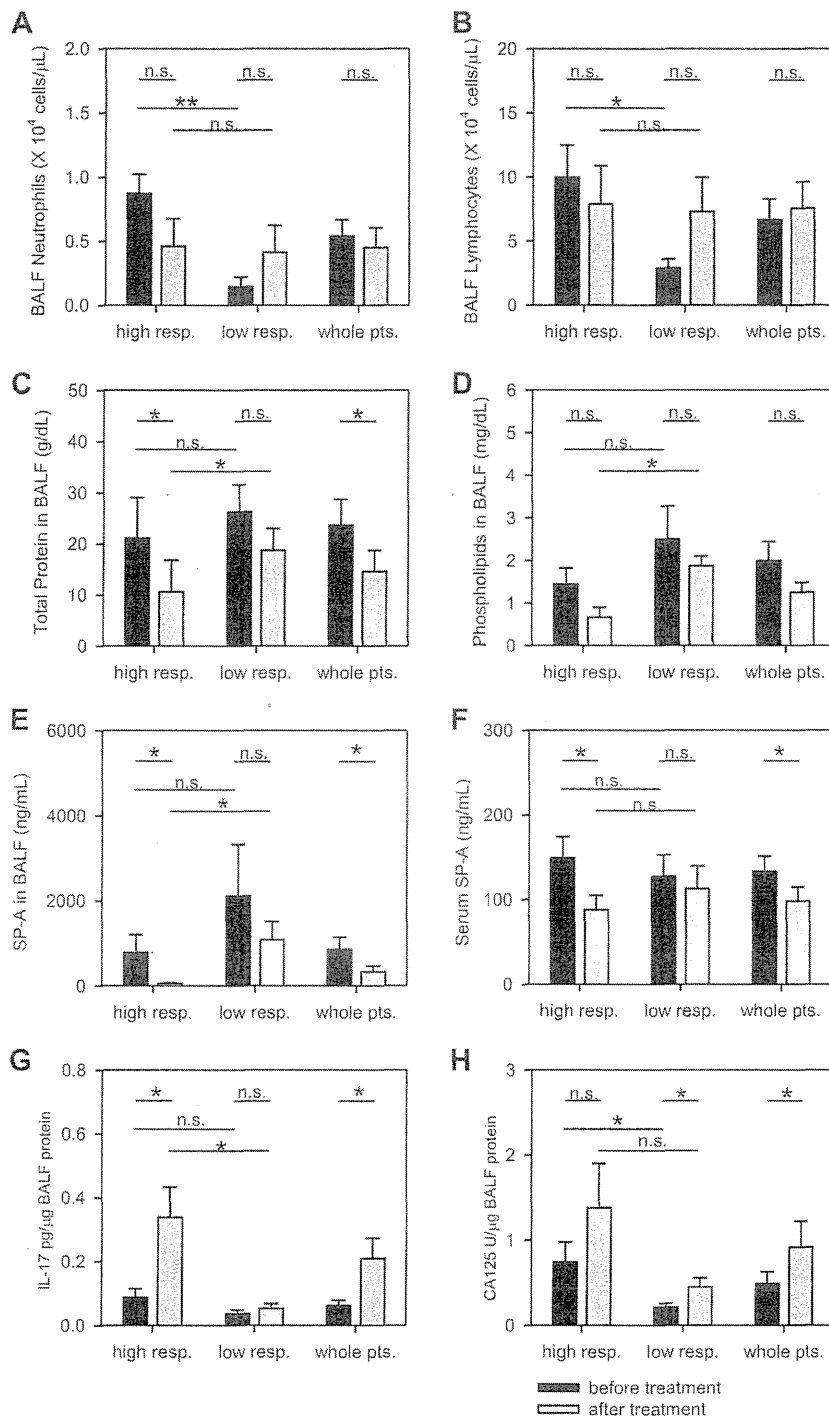 A
B
2.0
1.5
1.0
0.5
0.0
BALF Neutrophils (X 10⁴ cells/μL)
n.s.
n.s.
n.s.
**
n.s.
high resp.
low resp.
whole pts.
20
15
10
5
0
BALF Lymphocytes (X 10⁴ cells/μL)
n.s.
n.s.
n.s.
*
n.s.
high resp.
low resp.
whole pts.
C
D
50
40
30
20
10
0
Total Protein in BALF (g/dL)
*
n.s.
*
n.s.
*
high resp.
low resp.
whole pts.
6
5
4
3
2
1
0
Phospholipids in BALF (mg/dL)
n.s.
n.s.
n.s.
n.s.
*
high resp.
low resp.
whole pts.
E
F
6000
4000
2000
0
SP-A in BALF (ng/mL)
*
n.s.
*
n.s.
*
high resp.
low resp.
whole pts.
300
200
100
0
Serum SP-A (ng/mL)
*
n.s.
*
n.s.
n.s.
high resp.
low resp.
whole pts.
G
H
0.8
0.6
0.4
0.2
0.0
IL-17 pg/μg BALF protein
*
n.s.
*
n.s.
*
high resp.
low resp.
whole pts.
3
2
1
0
CA125 U/μg BALF protein
n.s.
*
*
*
n.s.
high resp.
low resp.
whole pts.
before treatment
after treatment